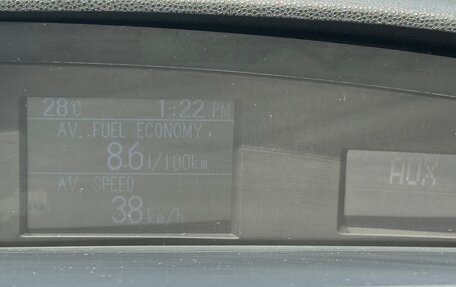 28°C 1:22 PM
AV. FUEL ECONOMY
8.6 l/100km
AV. SPEED
38 km/h
AUX